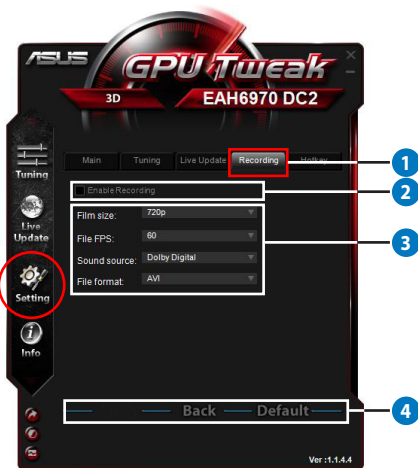 ASUS GPU Tweak
3D EAH6970 DC2
Main Tuning Live Update Recording Hotkey
1
Enable Recording
2
Film size: 720p
File FPS: 60
Sound source: Dolby Digital
File format: AVI
3
Tuning
Live
Update
Setting
Info
Back Default
4
Ver :1.1.4.4